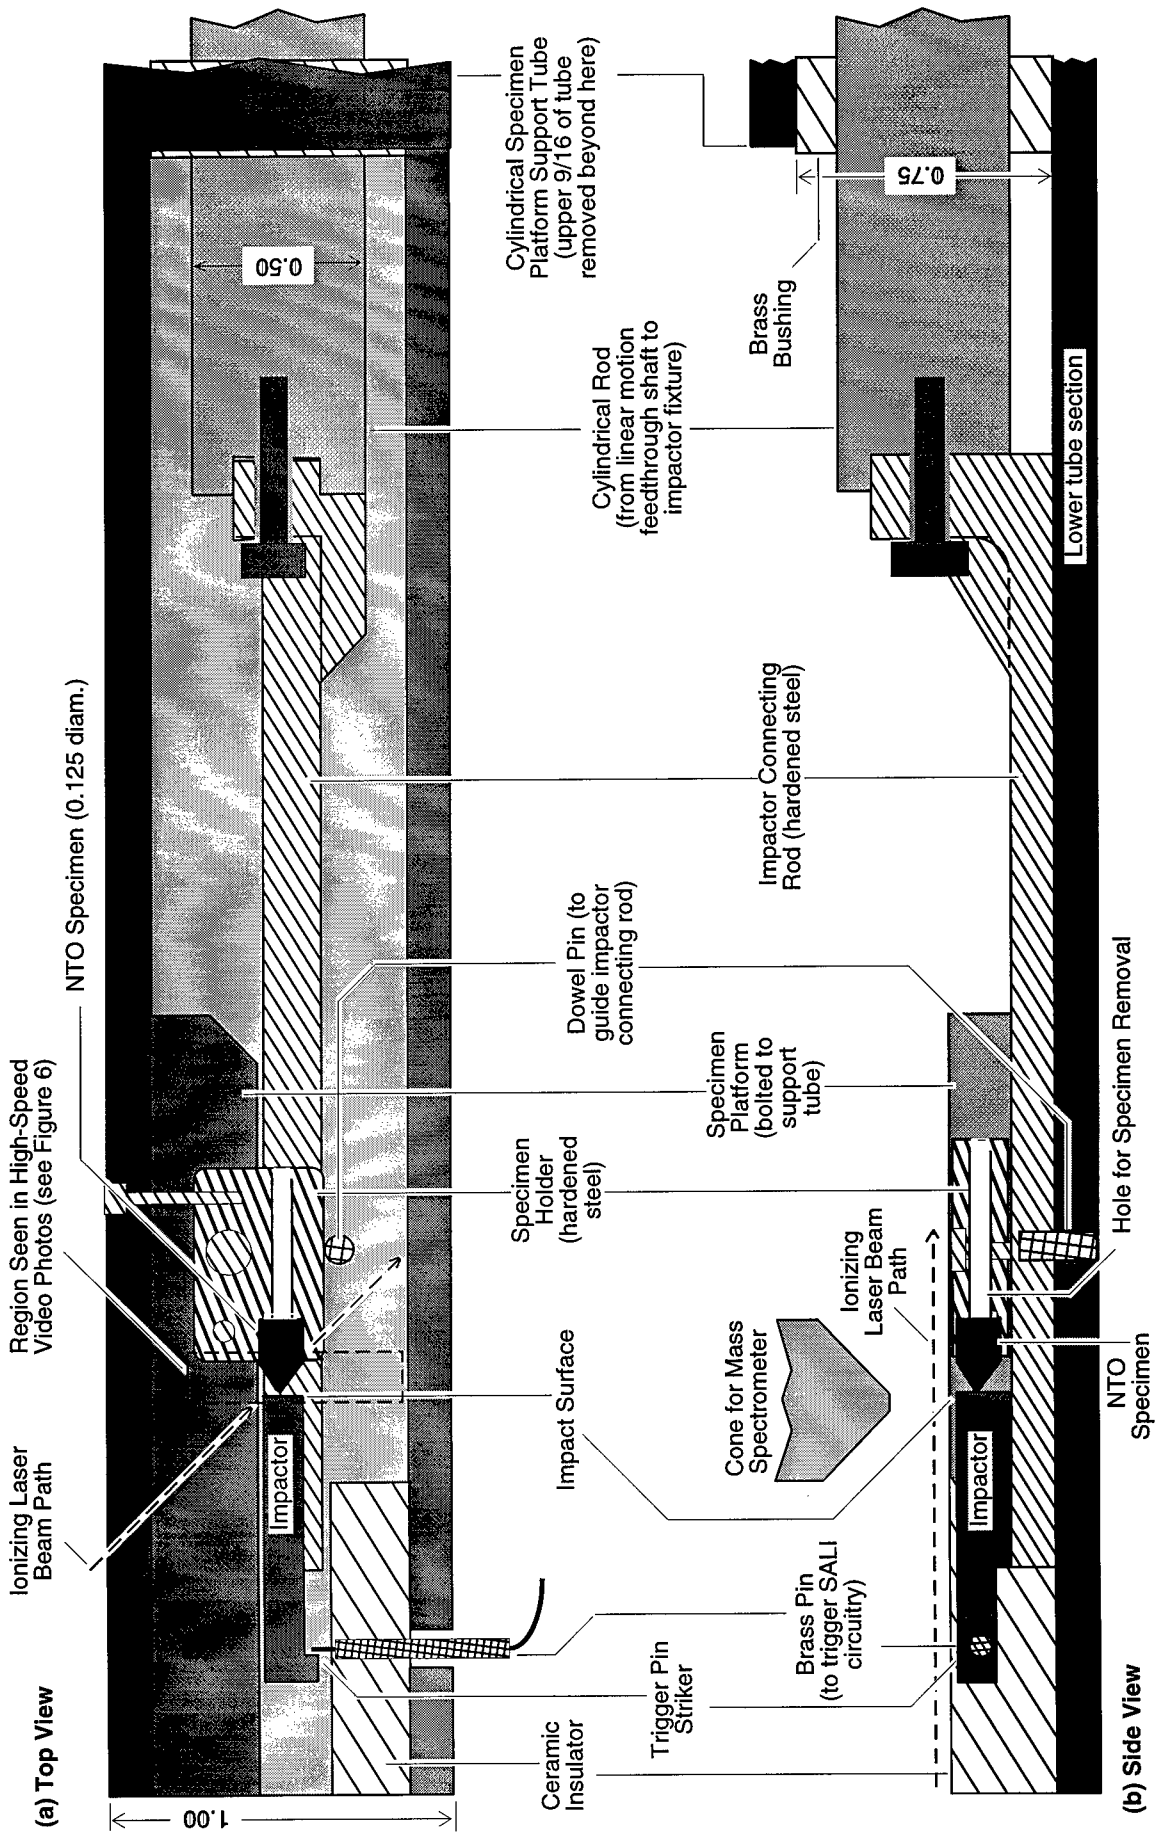 (a) Top View
1.00
Ionizing Laser
Beam Path
Region Seen in High-Speed
Video Photos (see Figure 6)
NTO Specimen (0.125 diam.)
Impactor
0.50
Ceramic
Insulator
Trigger Pin
Striker
Brass Pin
(to trigger SALI
circuitry)
Impact Surface
Specimen
Holder
(hardened
steel)
Specimen
Platform
(bolted to
support
tube)
Dowel Pin (to
guide impactor
connecting rod)
Impactor Connecting
Rod (hardened steel)
Cylindrical Rod
(from linear motion
feedthrough shaft to
impactor fixture)
Cylindrical Specimen
Platform Support Tube
(upper 9/16 of tube
removed beyond here)
Cone for Mass
Spectrometer
Ionizing
Laser Beam
Path
Brass
Bushing
0.75
Impactor
Lower tube section
NTO
Specimen
Hole for Specimen Removal
(b) Side View